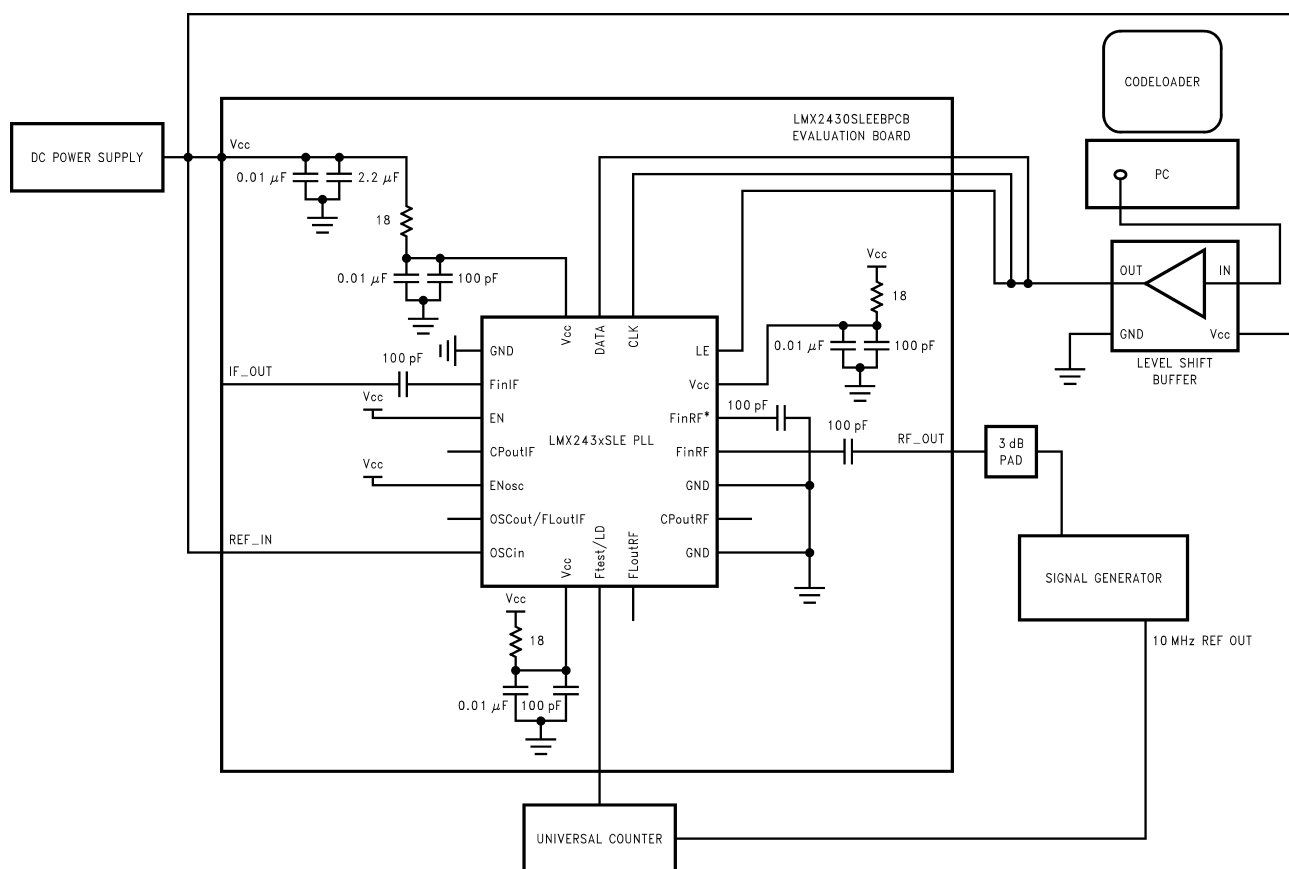 CODELOADER
LMX2430SLEEBPCB
EVALUATION BOARD
DC POWER SUPPLY
Vcc
0.01 μF
2.2 μF
18
PC
0.01 μF
100 pF
Vcc
18
OUT
IN
GND
Vcc
LEVEL SHIFT
BUFFER
Vcc
DATA
CLK
GND
LE
0.01 μF
100 pF
100 pF
IF_OUT
FinIF
Vcc
Vcc
EN
FinRF*
100 pF
100 pF
RF_OUT
3 dB
PAD
LMX243xSLE PLL
CPoutIF
FinRF
Vcc
ENosc
GND
OSCout/FLoutIF
CPoutRF
REF_IN
OSCin
GND
Vcc
Ftest/LD
FLoutRF
SIGNAL GENERATOR
Vcc
18
10 MHz REF OUT
0.01 μF
100 pF
UNIVERSAL COUNTER